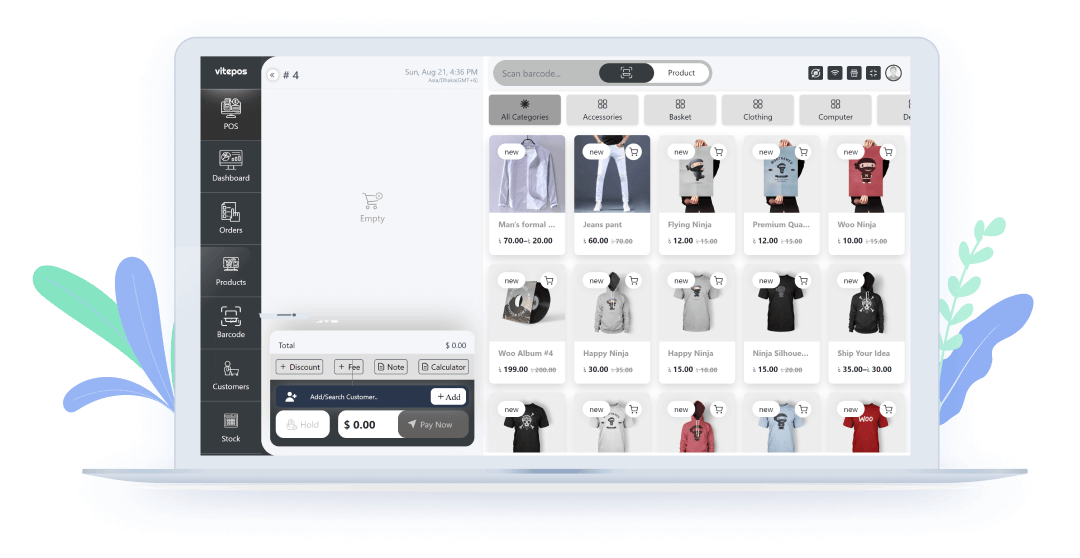 vitepos
POS
Dashboard
Orders
Products
Barcode
Customers
Stock
« # 4
Sun, Aug 21, 4:36 PM
Asia/Dhaka(GMT+6)
Empty
Total $ 0.00
+ Discount + Fee Note Calculator
Add/Search Customer.. + Add
Hold $ 0.00 Pay Now
Scan barcode... Product
All Categories Accessories Basket Clothing Computer De
new new new new new
Man's formal ... Jeans pant Flying Ninja Premium Qua... Woo Ninja
৳ 70.00–৳ 20.00 ৳ 60.00 ৳ 70.00 ৳ 12.00 ৳ 15.00 ৳ 12.00 ৳ 15.00 ৳ 10.00 ৳ 15.00
new new new new new
Woo Album #4 Happy Ninja Happy Ninja Ninja Silhoue... Ship Your Idea
৳ 199.00 ৳ 200.00 ৳ 30.00 ৳ 35.00 ৳ 15.00 ৳ 18.00 ৳ 15.00 ৳ 20.00 ৳ 35.00–৳ 30.00
new new new new new
WOO